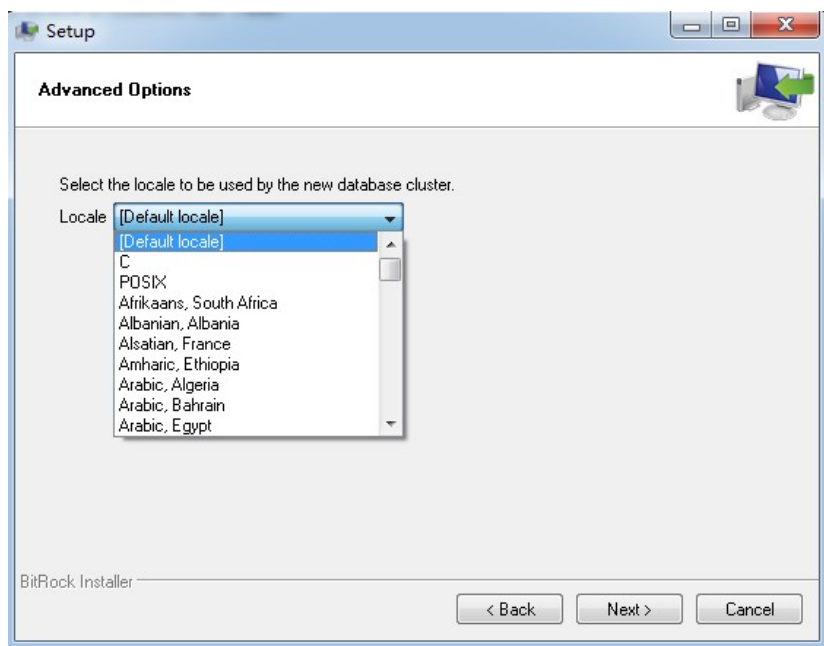 Setup
Advanced Options
Select the locale to be used by the new database cluster.
Locale [Default locale]
[Default locale]
C
POSIX
Afrikaans, South Africa
Albanian, Albania
Alsatian, France
Amharic, Ethiopia
Arabic, Algeria
Arabic, Bahrain
Arabic, Egypt
BitRock Installer
< Back Next > Cancel